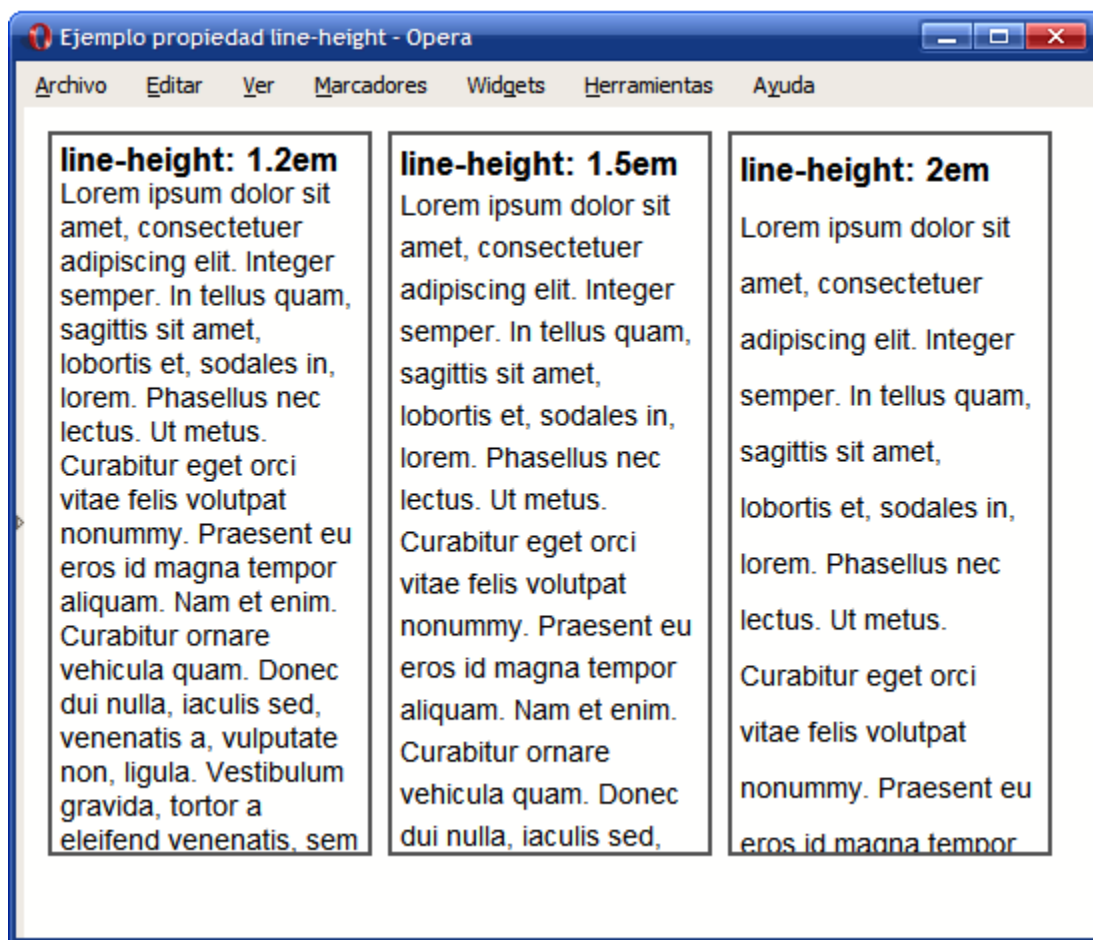 Ejemplo propiedad line-height - Opera
Archivo Editar Ver Marcadores Widgets Herramientas Ayuda
line-height: 1.2em
Lorem ipsum dolor sit
amet, consectetuer
adipiscing elit. Integer
semper. In tellus quam,
sagittis sit amet,
lobortis et, sodales in,
lorem. Phasellus nec
lectus. Ut metus.
Curabitur eget orci
vitae felis volutpat
nonummy. Praesent eu
eros id magna tempor
aliquam. Nam et enim.
Curabitur ornare
vehicula quam. Donec
dui nulla, iaculis sed,
venenatis a, vulputate
non, ligula. Vestibulum
gravida, tortor a
eleifend venenatis, sem
line-height: 1.5em
Lorem ipsum dolor sit
amet, consectetuer
adipiscing elit. Integer
semper. In tellus quam,
sagittis sit amet,
lobortis et, sodales in,
lorem. Phasellus nec
lectus. Ut metus.
Curabitur eget orci
vitae felis volutpat
nonummy. Praesent eu
eros id magna tempor
aliquam. Nam et enim.
Curabitur ornare
vehicula quam. Donec
dui nulla, iaculis sed,
line-height: 2em
Lorem ipsum dolor sit
amet, consectetuer
adipiscing elit. Integer
semper. In tellus quam,
sagittis sit amet,
lobortis et, sodales in,
lorem. Phasellus nec
lectus. Ut metus.
Curabitur eget orci
vitae felis volutpat
nonummy. Praesent eu
eros id magna tempor